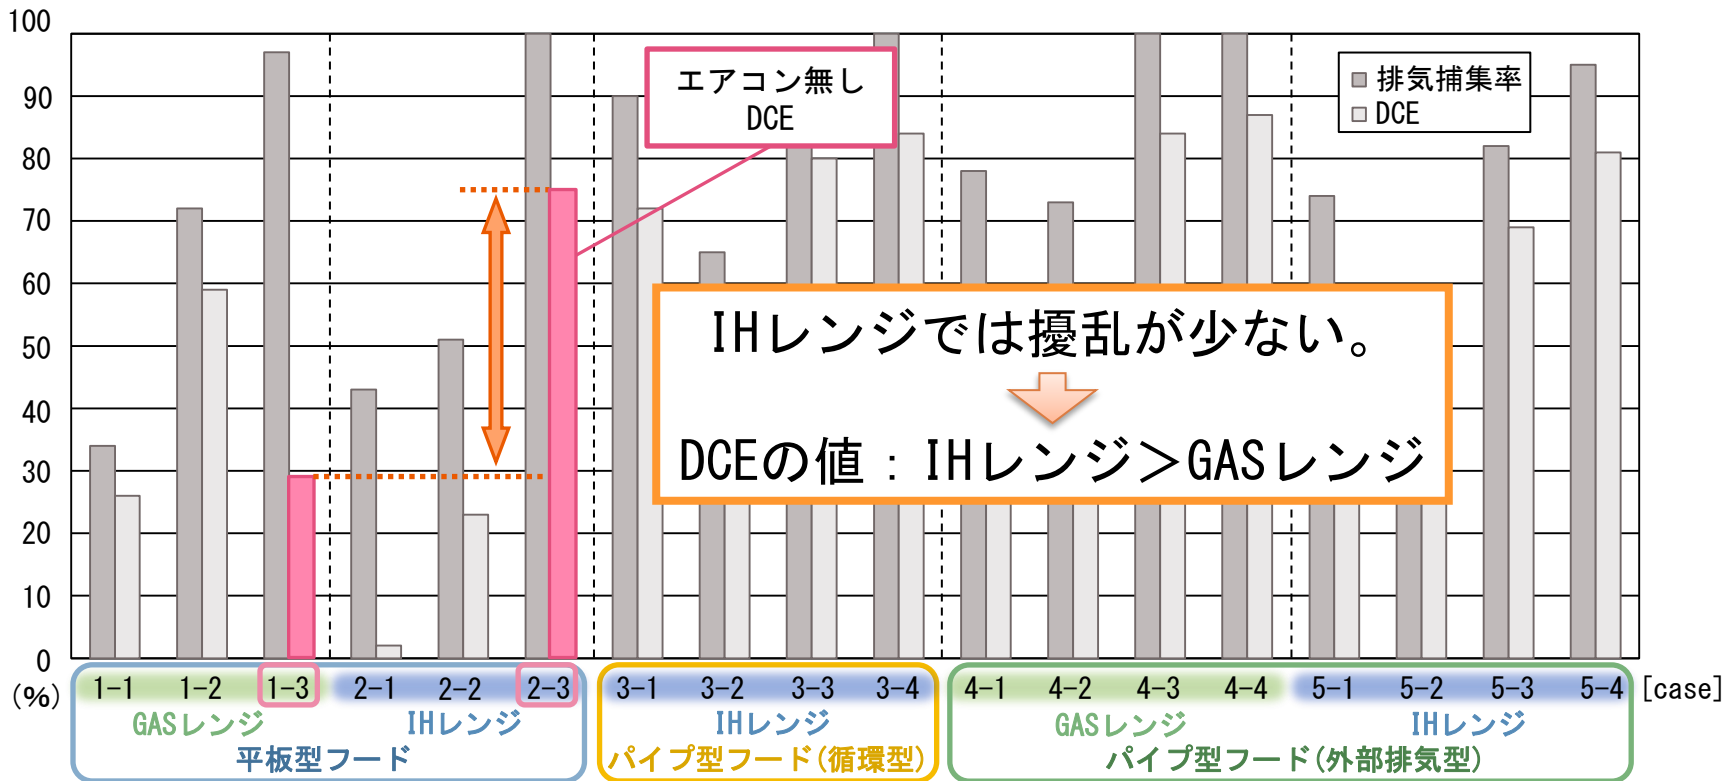 100
90
80
70
60
50
40
30
20
10
0
(%)
エアコン無し
DCE
排気捕集率
DCE
IHレンジでは擾乱が少ない。
DCEの値：IHレンジ＞GASレンジ
1-1 1-2 1-3 2-1 2-2 2-3 3-1 3-2 3-3 3-4 4-1 4-2 4-3 4-4 5-1 5-2 5-3 5-4 [case]
GASレンジ IHレンジ IHレンジ GASレンジ IHレンジ
平板型フード パイプ型フード(循環型) パイプ型フード(外部排気型)